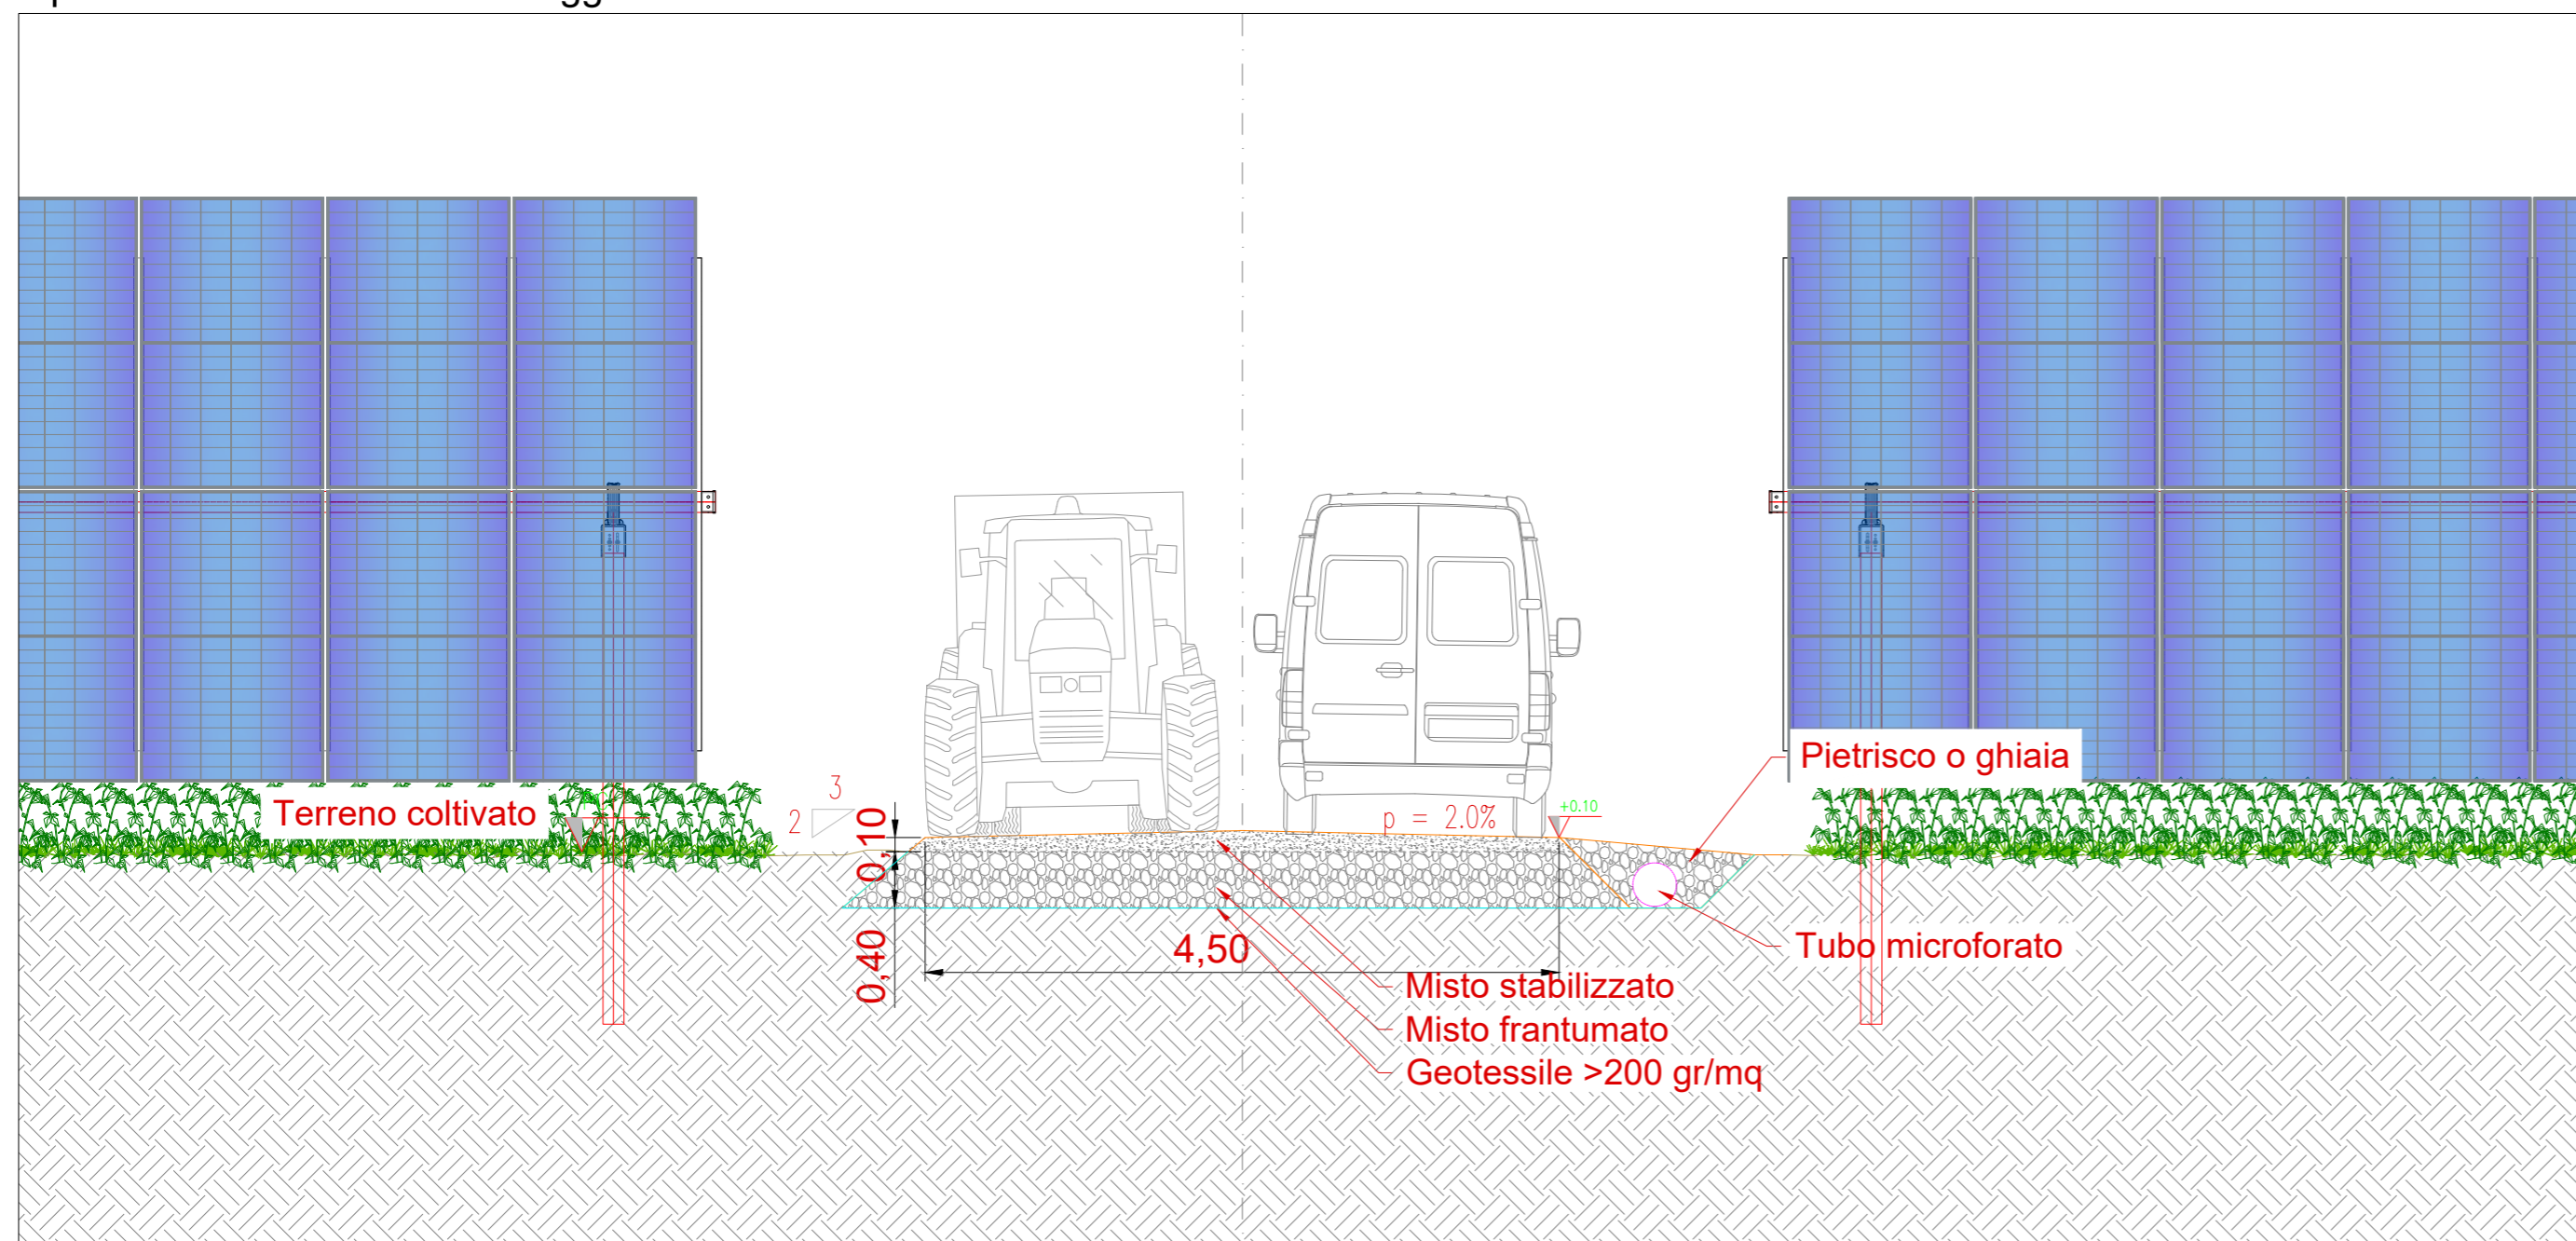 Terreno coltivato
3
2
0,10
0,40
4,50
p = 2.0%
+0.10
Pietrisco o ghiaia
Tubo microforato
Misto stabilizzato
Misto frantumato
Geotessile >200 gr/mq